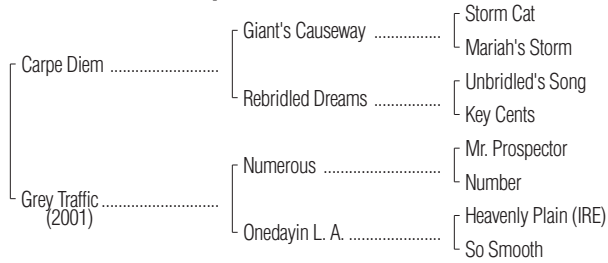 Storm Cat
Giant's Causeway ................
Mariah's Storm
Carpe Diem ........................
Unbridled's Song
Rebridled Dreams ................
Key Cents
Mr. Prospector
Numerous ...........................
Number
Grey Traffic ..........................
(2001)
Heavenly Plain (IRE)
Onedayin L. A. .....................
So Smooth